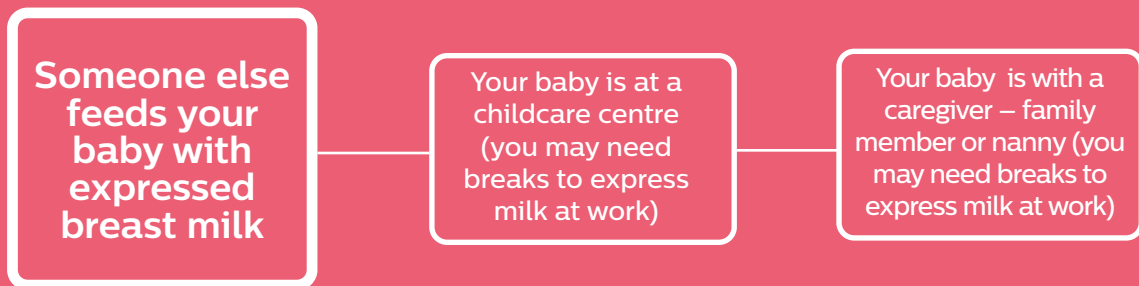 Someone else
feeds your
baby with
expressed
breast milk
Your baby is at a
childcare centre
(you may need
breaks to express
milk at work)
Your baby  is with a
caregiver – family
member or nanny (you
may need breaks to
express milk at work)